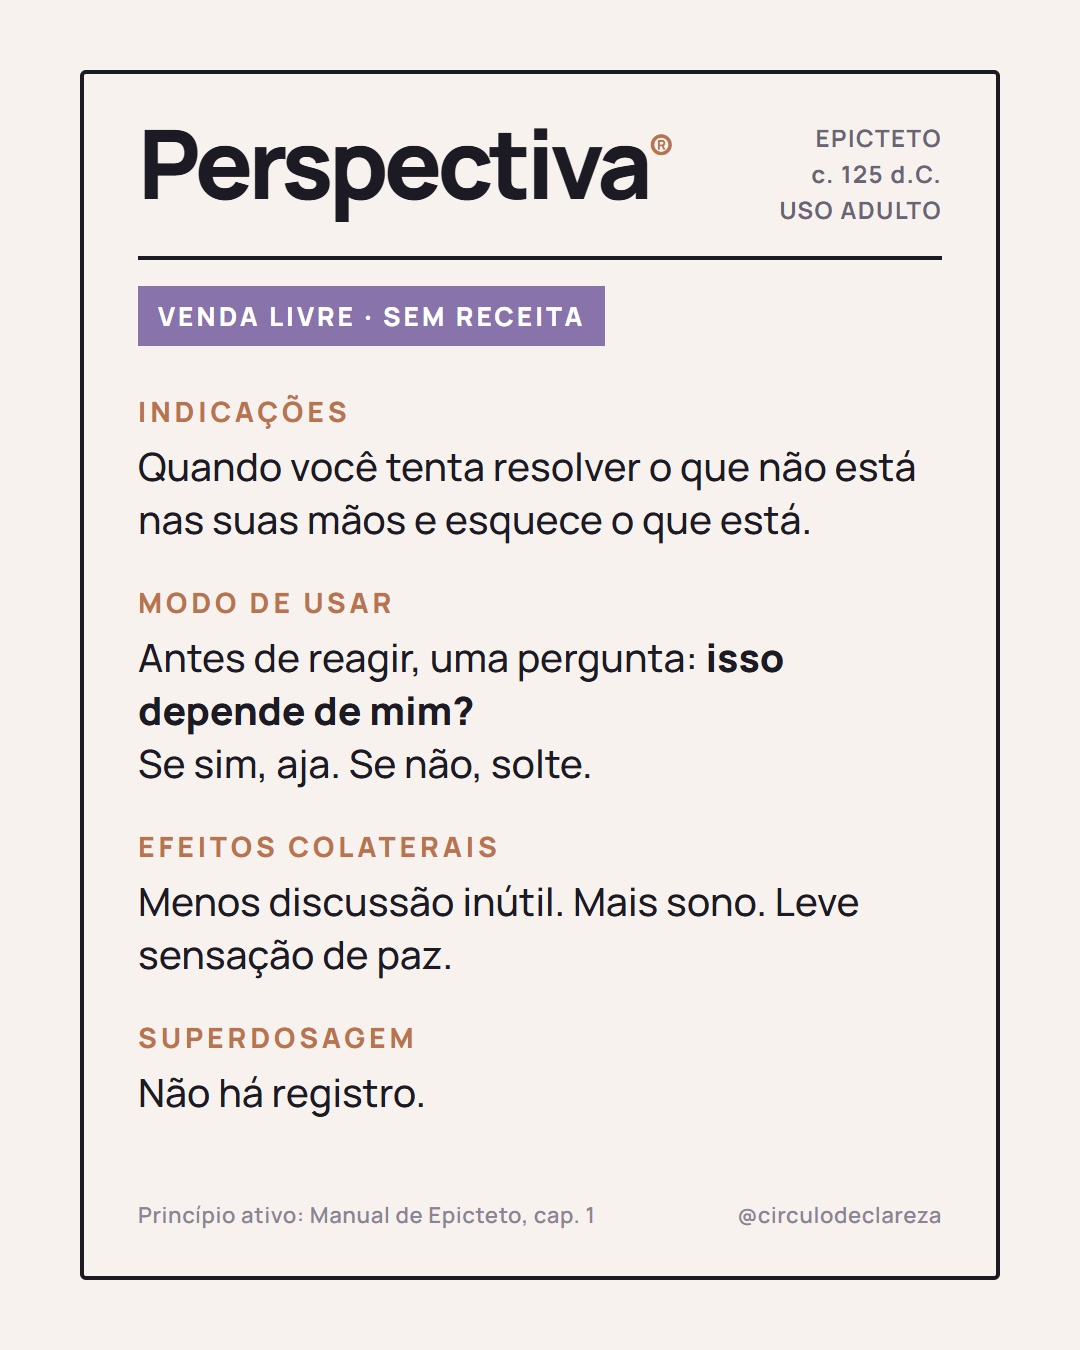 Perspectiva®
EPICTETO
c. 125 d.C.
USO ADULTO
VENDA LIVRE · SEM RECEITA
INDICAÇÕES
Quando você tenta resolver o que não está
nas suas mãos e esquece o que está.
MODO DE USAR
Antes de reagir, uma pergunta: isso
depende de mim?
Se sim, aja. Se não, solte.
EFEITOS COLATERAIS
Menos discussão inútil. Mais sono. Leve
sensação de paz.
SUPERDOSAGEM
Não há registro.
Princípio ativo: Manual de Epicteto, cap. 1
@circulodeclareza